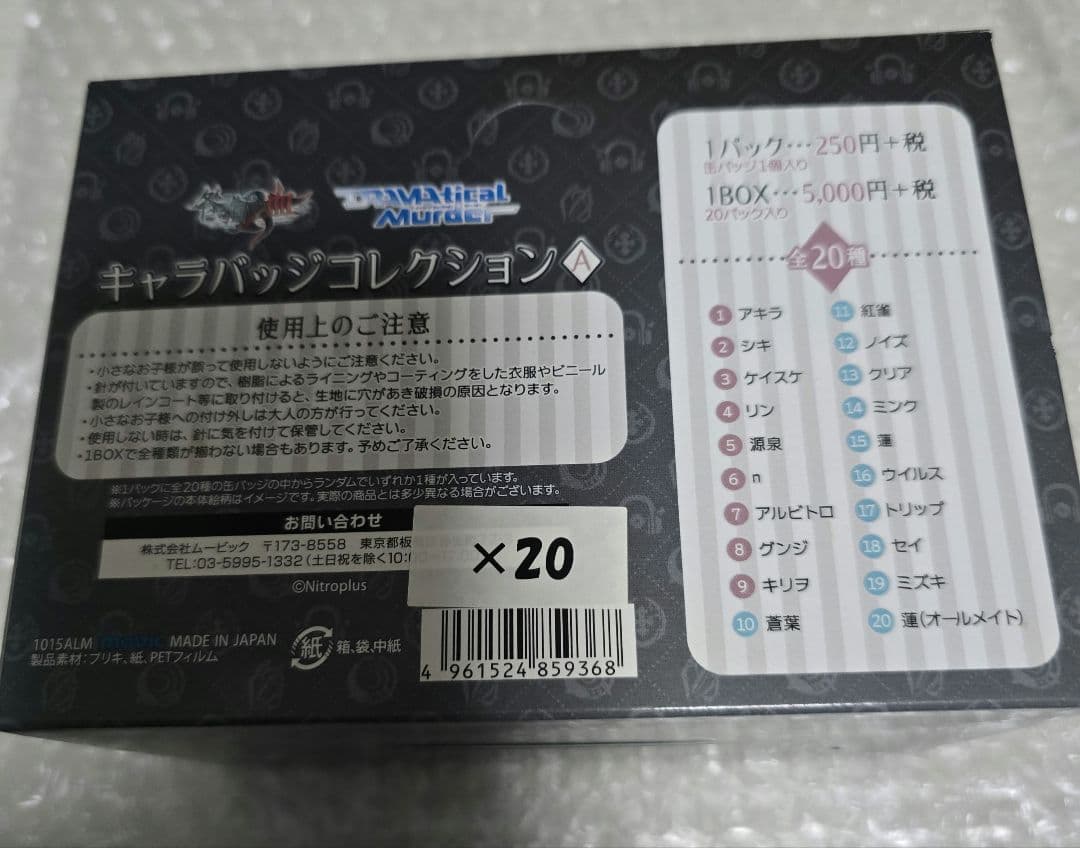 咎狗 血
DRAMAtical
Murder
キャラバッジコレクション A
使用上のご注意
・小さなお子様が誤って使用しないようにご注意ください。
・針が付いていますので、樹脂によるライニングやコーティングをした衣服やビニール
製のレインコート等に取り付けると、生地に穴があき破損の原因となります。
・小さなお子様への付け外しは大人の方が行ってください。
・使用しない時は、針に気を付けて保管してください。
・1BOXで全種類が揃わない場合もあります。予めご了承ください。
※1パックに全20種の缶バッジの中からランダムでいずれか1種が入っています。
※パッケージの本体絵柄はイメージです。実際の商品とは多少異なる場合がございます。
お問い合わせ
株式会社ムービック 〒173-8558 東京都板
TEL:03-5995-1332(土日祝を除く10:
©Nitroplus
×20
1015ALM movic MADE IN JAPAN
製品素材:ブリキ、紙、PETフィルム
紙 箱、袋、中紙
4 961524 859368
1パック…250円+税
缶バッジ1個入り
1BOX…5,000円+税
20パック入り
全20種
1 アキラ
2 シキ
3 ケイスケ
4 リン
5 源泉
6 n
7 アルビトロ
8 グンジ
9 キリヲ
10 蒼葉
11 紅雀
12 ノイズ
13 クリア
14 ミンク
15 蓮
16 ウイルス
17 トリップ
18 セイ
19 ミズキ
20 蓮(オールメイト)